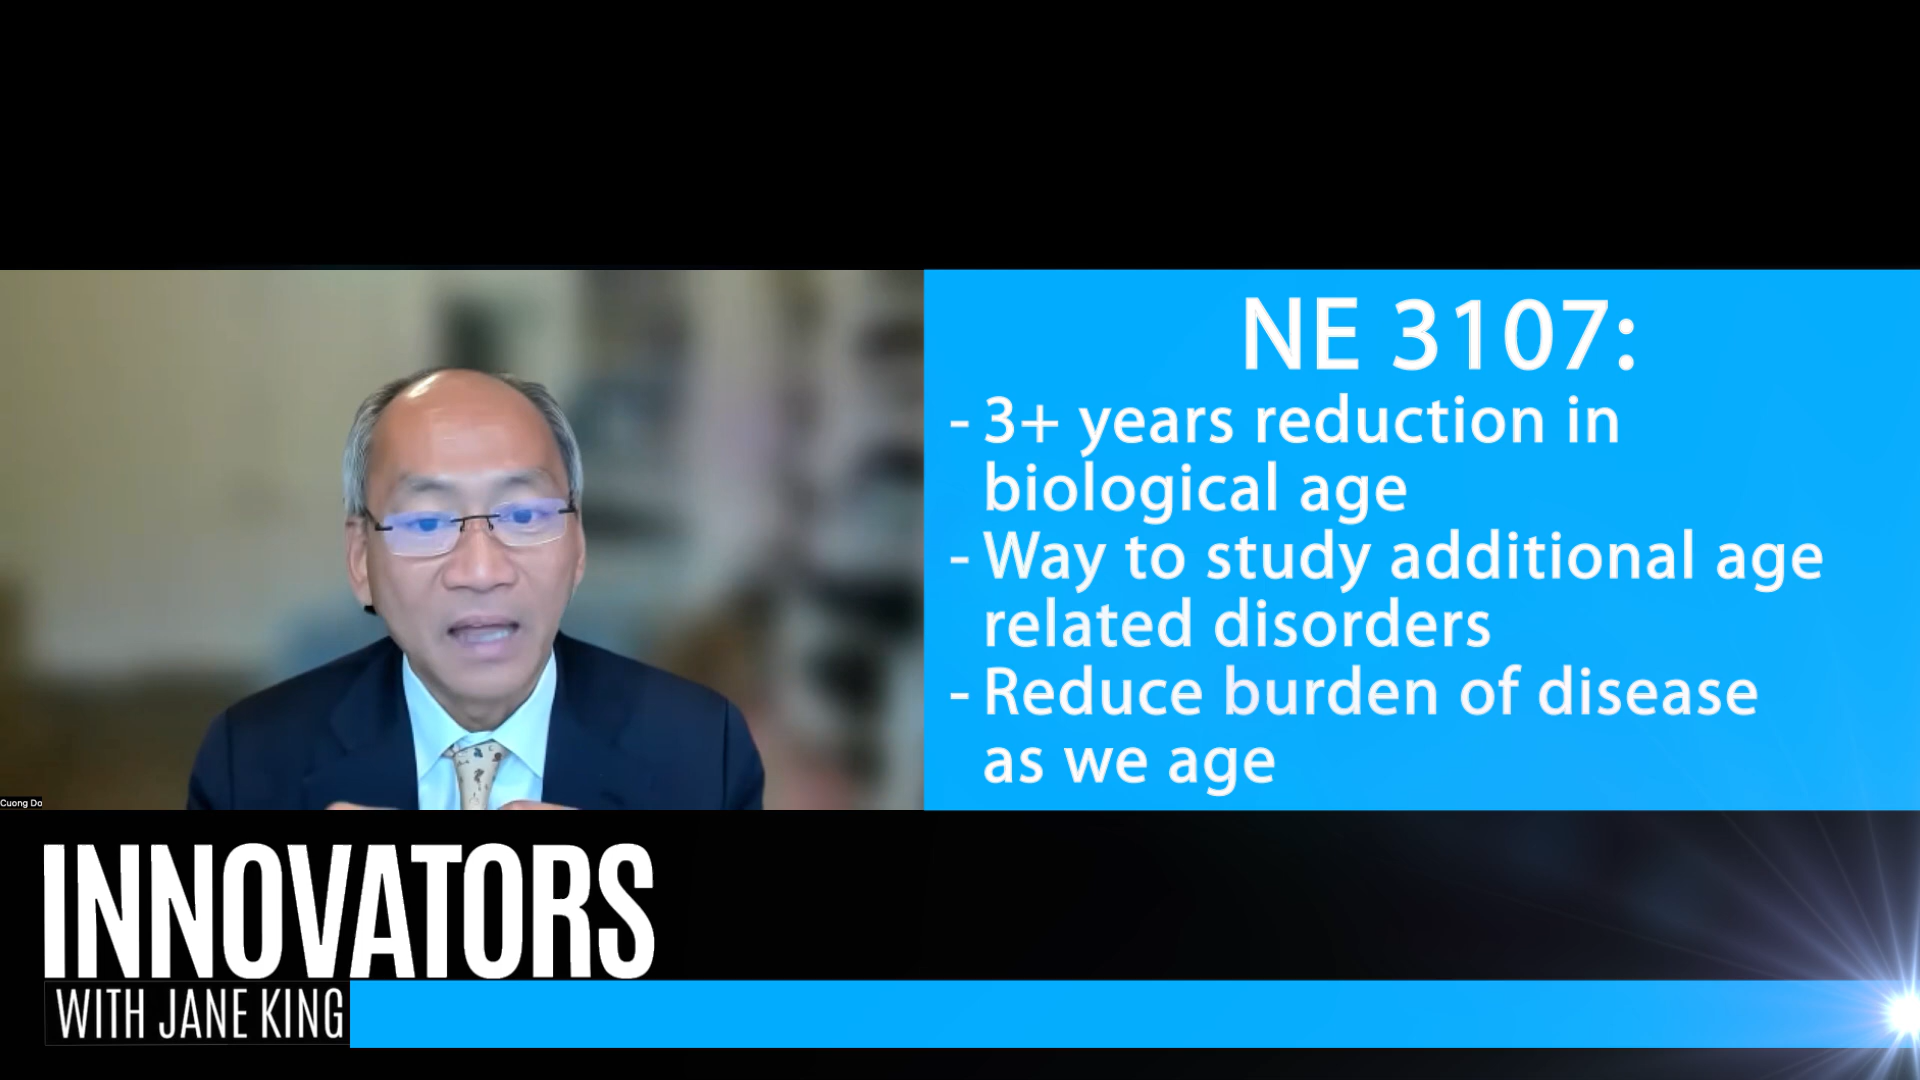 NE 3107:
- 3+ years reduction in
biological age
- Way to study additional age
related disorders
- Reduce burden of disease
as we age
Cuong Do
INNOVATORS
WITH JANE KING